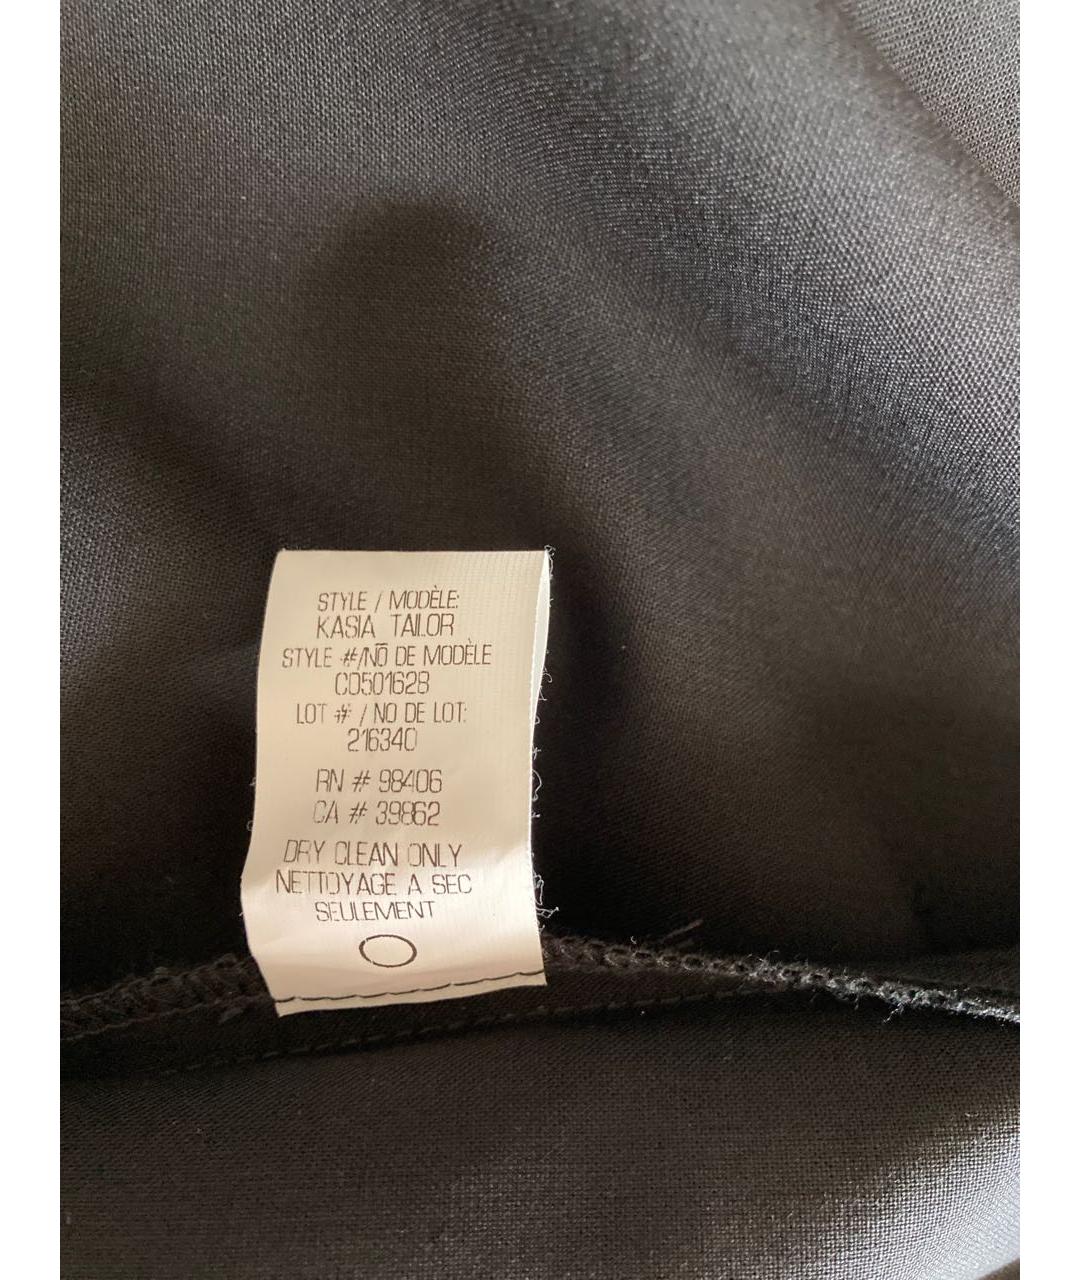 STYLE / MODÈLE:
KASIA TAILOR
STYLE #/NO DE MODÈLE
C0501628
LOT # / NO DE LOT:
216340
RN # 98406
CA # 39862
DRY CLEAN ONLY
NETTOYAGE A SEC
SEULEMENT